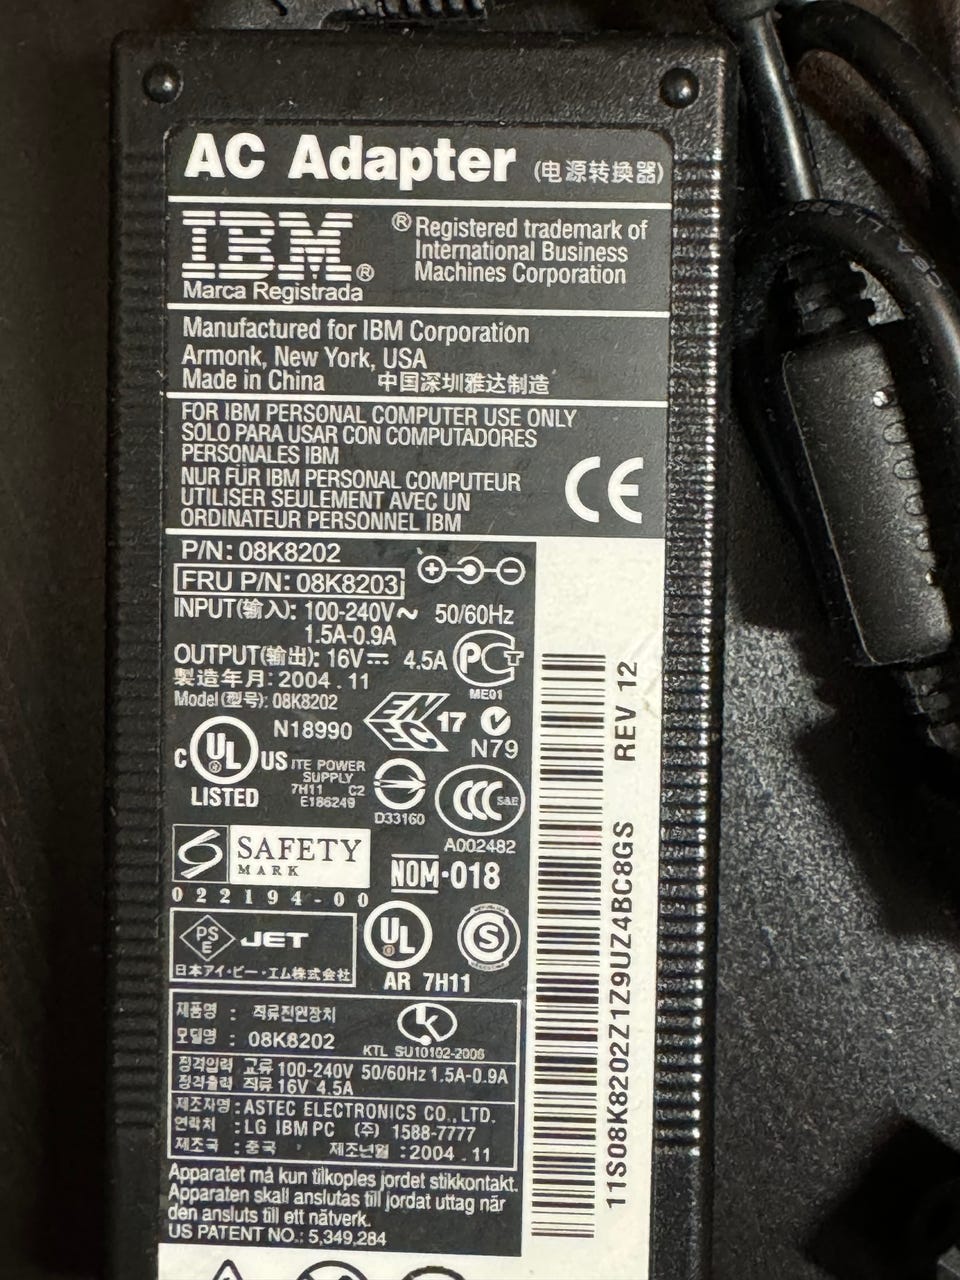 AC Adapter (电源转换器)
IBM®
Marca Registrada
® Registered trademark of
International Business
Machines Corporation
Manufactured for IBM Corporation
Armonk, New York, USA
Made in China 中国深圳雅达制造
FOR IBM PERSONAL COMPUTER USE ONLY
SOLO PARA USAR CON COMPUTADORES
PERSONALES IBM
NUR FÜR IBM PERSONAL COMPUTEUR
UTILISER SEULEMENT AVEC UN
ORDINATEUR PERSONNEL IBM
CE
P/N: 08K8202
FRU P/N: 08K8203
INPUT(输入): 100-240V~ 50/60Hz
1.5A-0.9A
OUTPUT(输出): 16V⎓ 4.5A
製造年月: 2004 . 11
Model(型号): 08K8202
ME01
N18990
17
N79
C UL US
LISTED
ITE POWER
SUPPLY
7H11 C2
E186249
D33160
CCC S&E
A002482
SAFETY
MARK
022194-00
NOM-018
PS
E
JET
日本アイ・ビー・エム株式会社
UL
AR 7H11
S
제품명 : 직류전원장치
모델명 : 08K8202
KTL SU10102-2006
정격입력 교류 100-240V 50/60Hz 1.5A-0.9A
정격출력 직류 16V 4.5A
제조자명 : ASTEC ELECTRONICS CO., LTD.
연락처 : LG IBM PC (주) 1588-7777
제조국 : 중국 제조년월 : 2004 . 11
Apparatet må kun tilkoples jordet stikkontakt.
Apparaten skall anslutas till jordat uttag när
den ansluts till ett nätverk.
US PATENT NO.: 5,349,284
REV 12
11S08K8202Z1Z9UZ4BC8GS